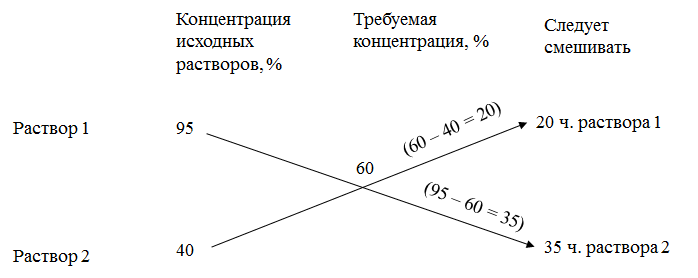 Концентрация
исходных
растворов, %
Требуемая
концентрация, %
Следует
смешивать
Раствор 1
95
(60 – 40 = 20)
20 ч. раствора 1
60
(95 – 60 = 35)
Раствор 2
40
35 ч. раствора 2